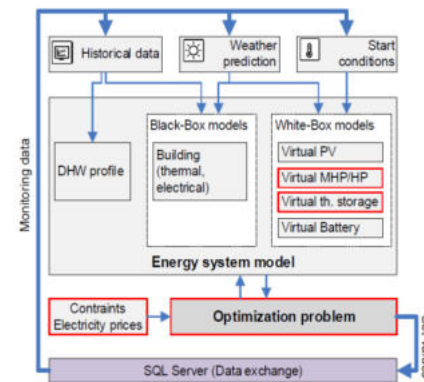 Historical data
Weather
prediction
Start
conditions
Monitoring data
DHW profile
Black-Box models
Building
(thermal,
electrical)
White-Box models
Virtual PV
Virtual MHP/HP
Virtual th. storage
Virtual Battery
Energy system model
Contraints
Electricity prices
Optimization problem
SQL Server (Data exchange)